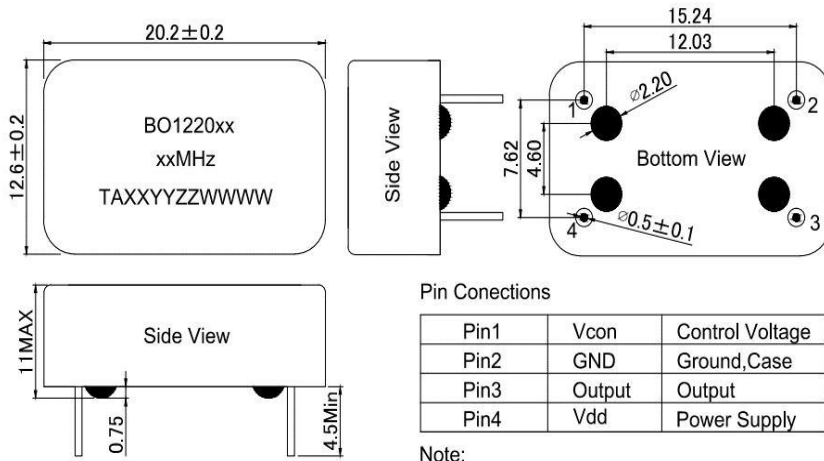 20.2±0.2
12.6±0.2
BO1220xx
xxMHz
TAXXYYZZWWWW
Side View
15.24
12.03
1
2
⌀2.20
7.62
4.60
Bottom View
4
⌀0.5±0.1
3
11MAX
Side View
0.75
4.5Min
Pin Conections
Pin1 Vcon Control Voltage
Pin2 GND Ground,Case
Pin3 Output Output
Pin4 Vdd Power Supply
Note: